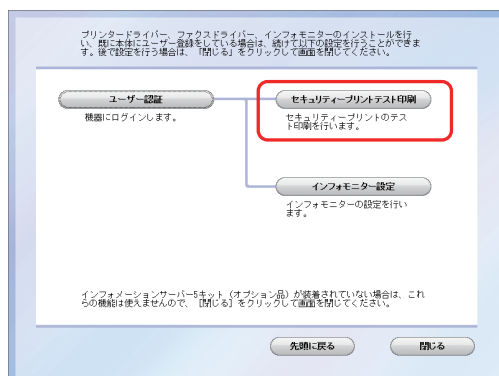 プリンタードライバー、ファクスドライバー、インフォモニターのインストールを行
い、既に本体にユーザー登録をしている場合は、続けて以下の設定を行うことができま
す。後で設定を行う場合は、「閉じる」をクリックして画面を閉じてください。
ユーザー認証
機器にログインします。
セキュリティープリントテスト印刷
セキュリティープリントのテス
ト印刷を行います。
インフォモニター設定
インフォモニターの設定を行い
ます。
インフォメーションサーバー5キット（オプション品）が装着されていない場合は、これ
らの機能は使えませんので、「閉じる」をクリックして画面を閉じてください。
先頭に戻る
閉じる